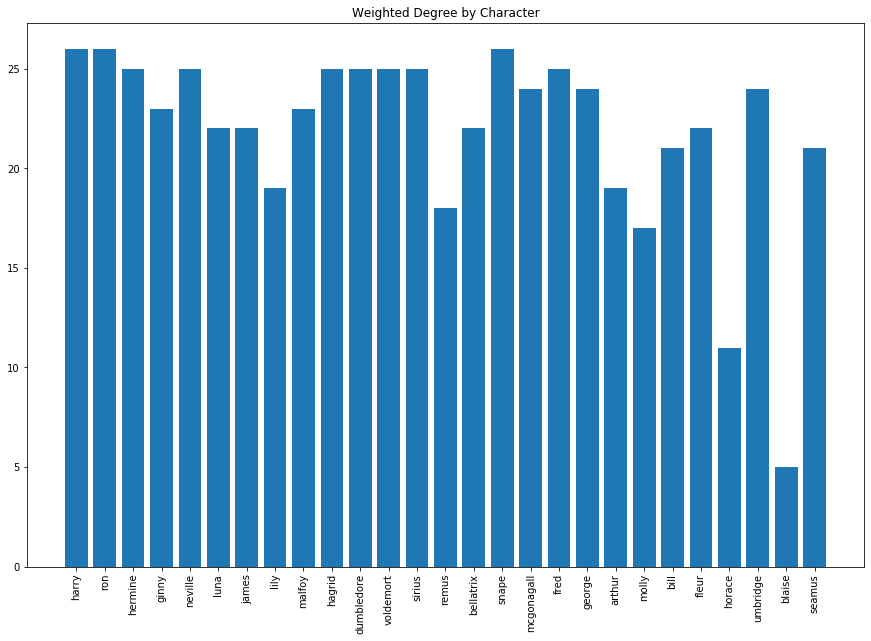 Weighted Degree by Character
25
20
15
10
5
0
harry
ron
hermine
ginny
neville
luna
james
lily
malfoy
hagrid
dumbledore
voldemort
sirius
remus
bellatrix
snape
mcgonagall
fred
george
arthur
molly
bill
fleur
horace
umbridge
blaise
seamus